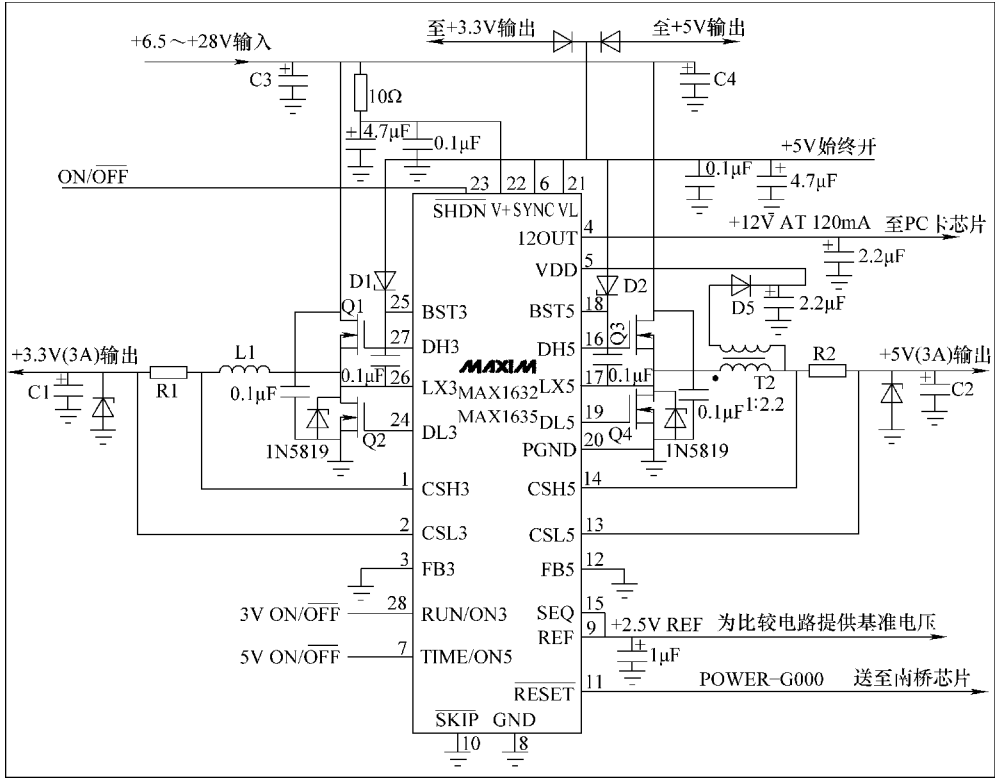 至+3.3V输出
至+5V输出
+6.5～+28V输入
C3
10Ω
C4
4.7μF
0.1μF
+5V始终开
0.1μF
4.7μF
ON/OFF
23 22 6 21
SHDN V+ SYNC VL
4
+12V AT 120mA 至PC卡芯片
12OUT
2.2μF
5
VDD
D1
D2
D5
2.2μF
Q1
25
BST3
BST5
18
Q3
27
DH3
DH5
16
+3.3V(3A)输出
L1
MAXIM
R2
+5V(3A)输出
C1
R1
0.1μF
0.1μF
26
LX3
MAX1632
LX5
17
0.1μF
T2
C2
1:2.2
0.1μF
24
DL3
MAX1635
DL5
19
Q2
Q4
20
PGND
1N5819
1N5819
1
CSH3
CSH5
14
2
CSL3
CSL5
13
3
FB3
FB5
12
3V ON/OFF
28
RUN/ON3
SEQ
15
REF
9
+2.5V REF 为比较电路提供基准电压
1μF
5V ON/OFF
7
TIME/ON5
RESET
11
POWER-G000 送至南桥芯片
SKIP GND
10 8